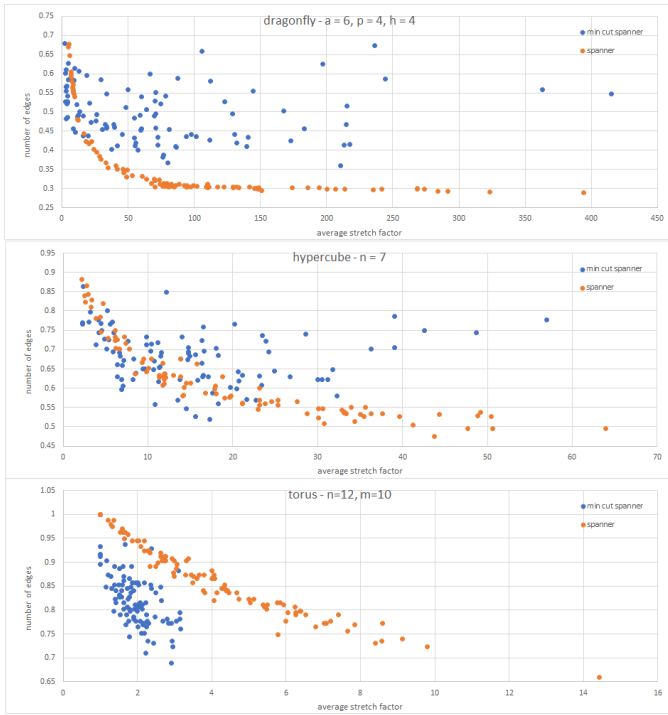 dragonfly - a = 6, p = 4, h = 4
0.75
0.7
0.65
0.6
0.55
0.5
0.45
0.4
0.35
0.3
0.25
number of edges
min cut spanner
spanner
0 50 100 150 200 250 300 350 400 450
average stretch factor
hypercube - n = 7
0.95
0.9
0.85
0.8
0.75
0.7
0.65
0.6
0.55
0.5
0.45
number of edges
min cut spanner
spanner
0 10 20 30 40 50 60 70
average stretch factor
torus - n=12, m=10
1.05
1
0.95
0.9
0.85
0.8
0.75
0.7
0.65
number of edges
min cut spanner
spanner
0 2 4 6 8 10 12 14 16
average stretch factor